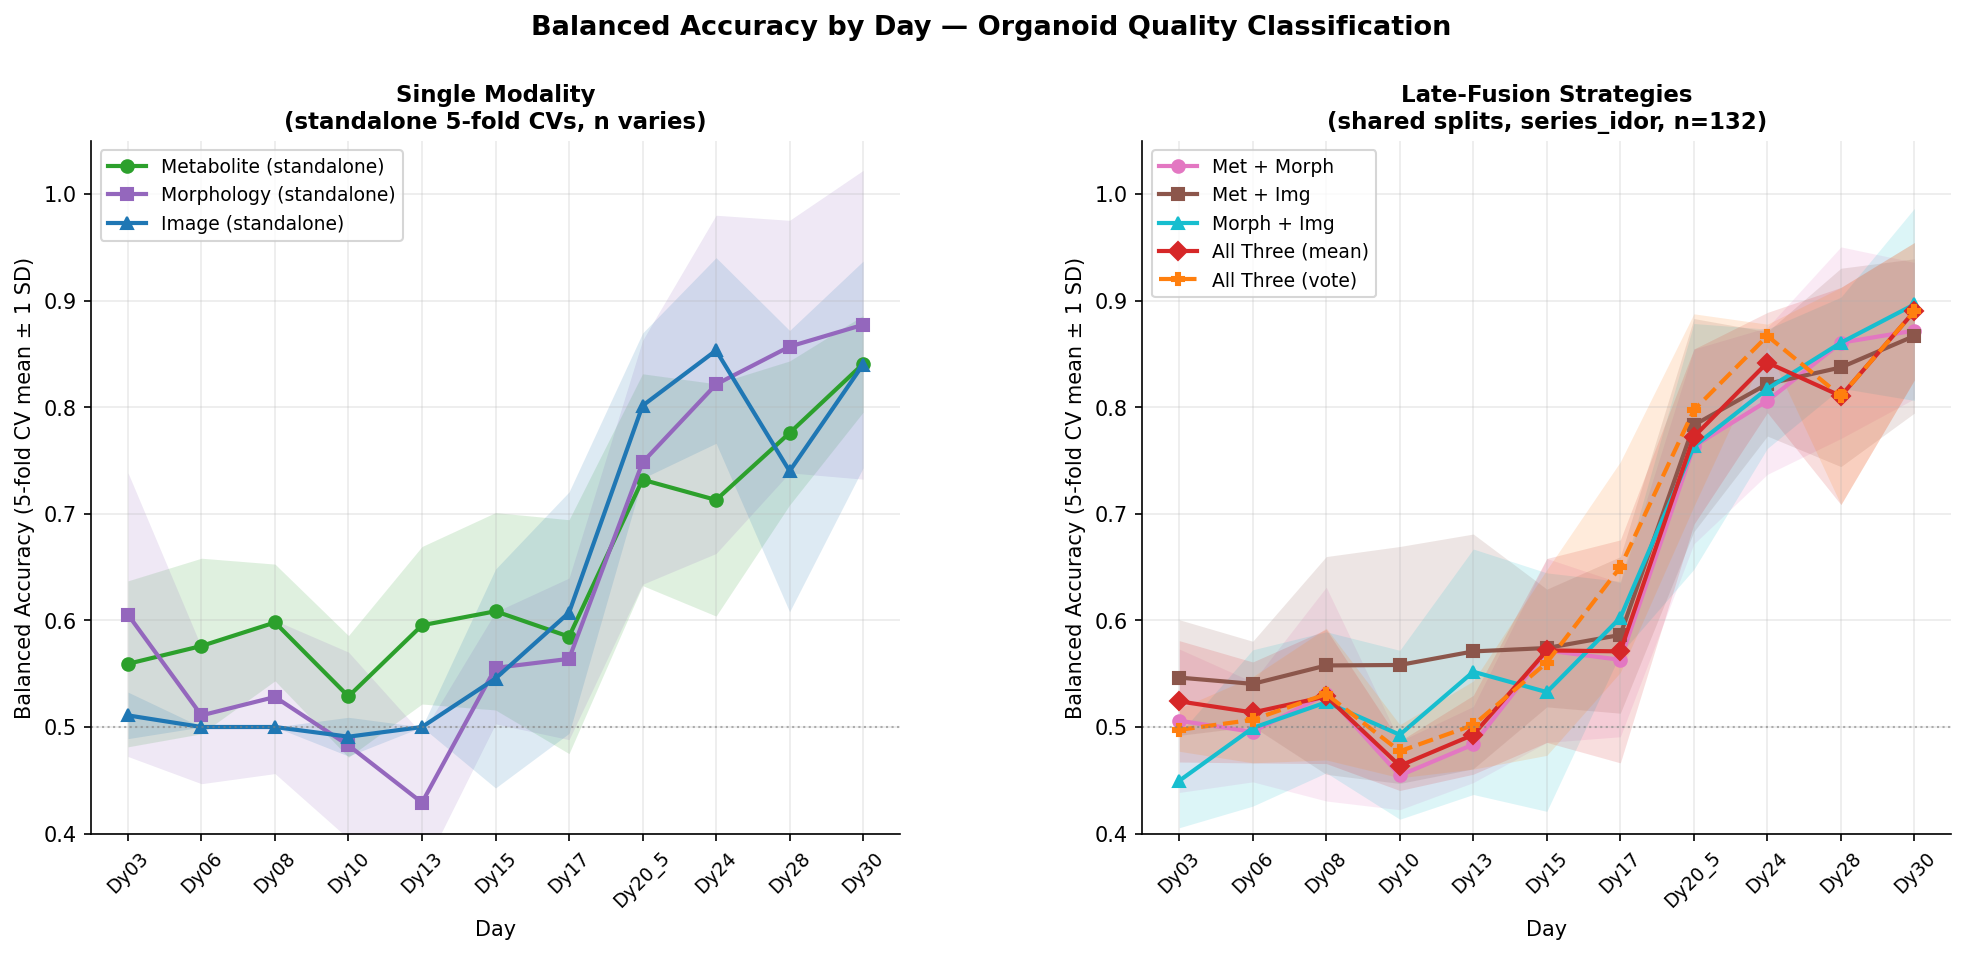 Balanced Accuracy by Day — Organoid Quality Classification
Single Modality
(standalone 5-fold CVs, n varies)
Metabolite (standalone)
Morphology (standalone)
Image (standalone)
Balanced Accuracy (5-fold CV mean ± 1 SD)
1.0
0.9
0.8
0.7
0.6
0.5
0.4
Dy03
Dy06
Dy08
Dy10
Dy13
Dy15
Dy17
Dy20_5
Dy24
Dy28
Dy30
Day
Late-Fusion Strategies
(shared splits, series_idor, n=132)
Met + Morph
Met + Img
Morph + Img
All Three (mean)
All Three (vote)
Balanced Accuracy (5-fold CV mean ± 1 SD)
1.0
0.9
0.8
0.7
0.6
0.5
0.4
Dy03
Dy06
Dy08
Dy10
Dy13
Dy15
Dy17
Dy20_5
Dy24
Dy28
Dy30
Day